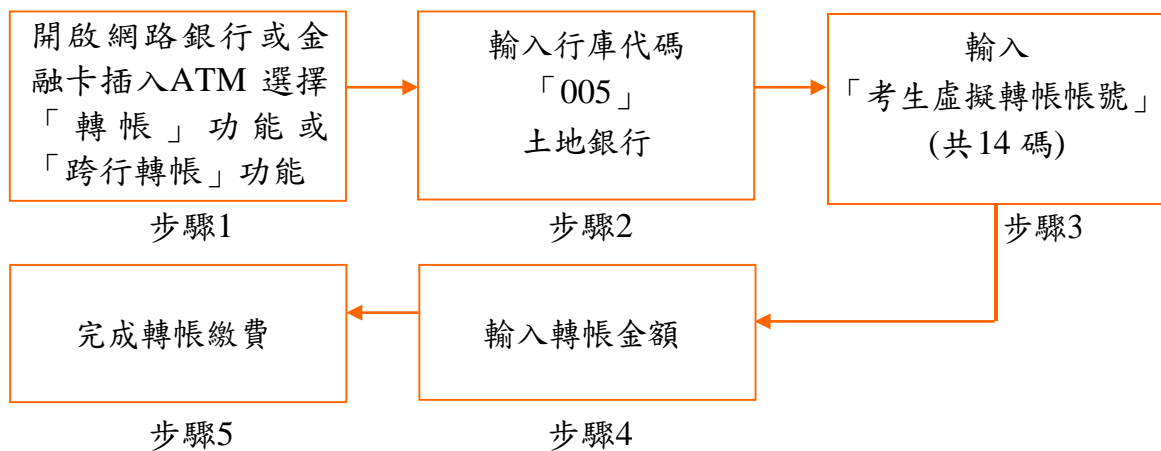 開啟網路銀行或金
融卡插入ATM 選擇
「轉帳」功能或
「跨行轉帳」功能
步驟1
輸入行庫代碼
「005」
土地銀行
步驟2
輸入
「考生虛擬轉帳帳號」
(共14 碼)
步驟3
輸入轉帳金額
步驟4
完成轉帳繳費
步驟5